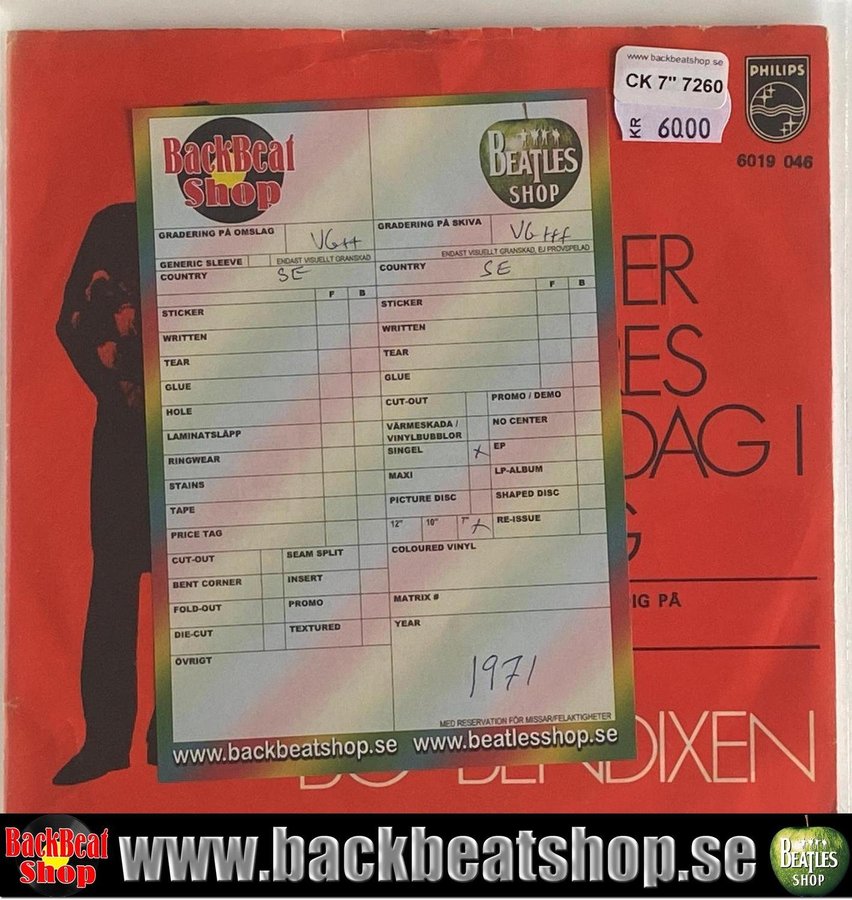 www.backbeatshop.se
CK 7" 7260
KR 60.00
PHILIPS
6019 046
BackBeat
Shop
BEATLES
SHOP
GRADERING PÅ OMSLAG VG++
GRADERING PÅ SKIVA VG+++
GENERIC SLEEVE ENDAST VISUELLT GRANSKAD
ENDAST VISUELLT GRANSKAD, EJ PROVSPELAD
COUNTRY SE
COUNTRY SE
F B
F B
STICKER
WRITTEN
TEAR
GLUE
HOLE
LAMINATSLÄPP
RINGWEAR
STAINS
TAPE
PRICE TAG
CUT-OUT SEAM SPLIT
BENT CORNER INSERT
FOLD-OUT PROMO
DIE-CUT TEXTURED
ÖVRIGT
STICKER
WRITTEN
TEAR
GLUE
CUT-OUT PROMO / DEMO
VÄRMESKADA /
VINYLBUBBLOR NO CENTER
SINGEL X EP
MAXI LP-ALBUM
PICTURE DISC SHAPED DISC
12" 10" 7" X RE-ISSUE
COLOURED VINYL
MATRIX #
YEAR
1971
MED RESERVATION FÖR MISSAR/FELAKTIGHETER
www.backbeatshop.se www.beatlesshop.se
ER
RES
DAG I
G
DIG PÅ
BO BENDIXEN
BackBeat
Shop
www.backbeatshop.se
BEATLES
SHOP